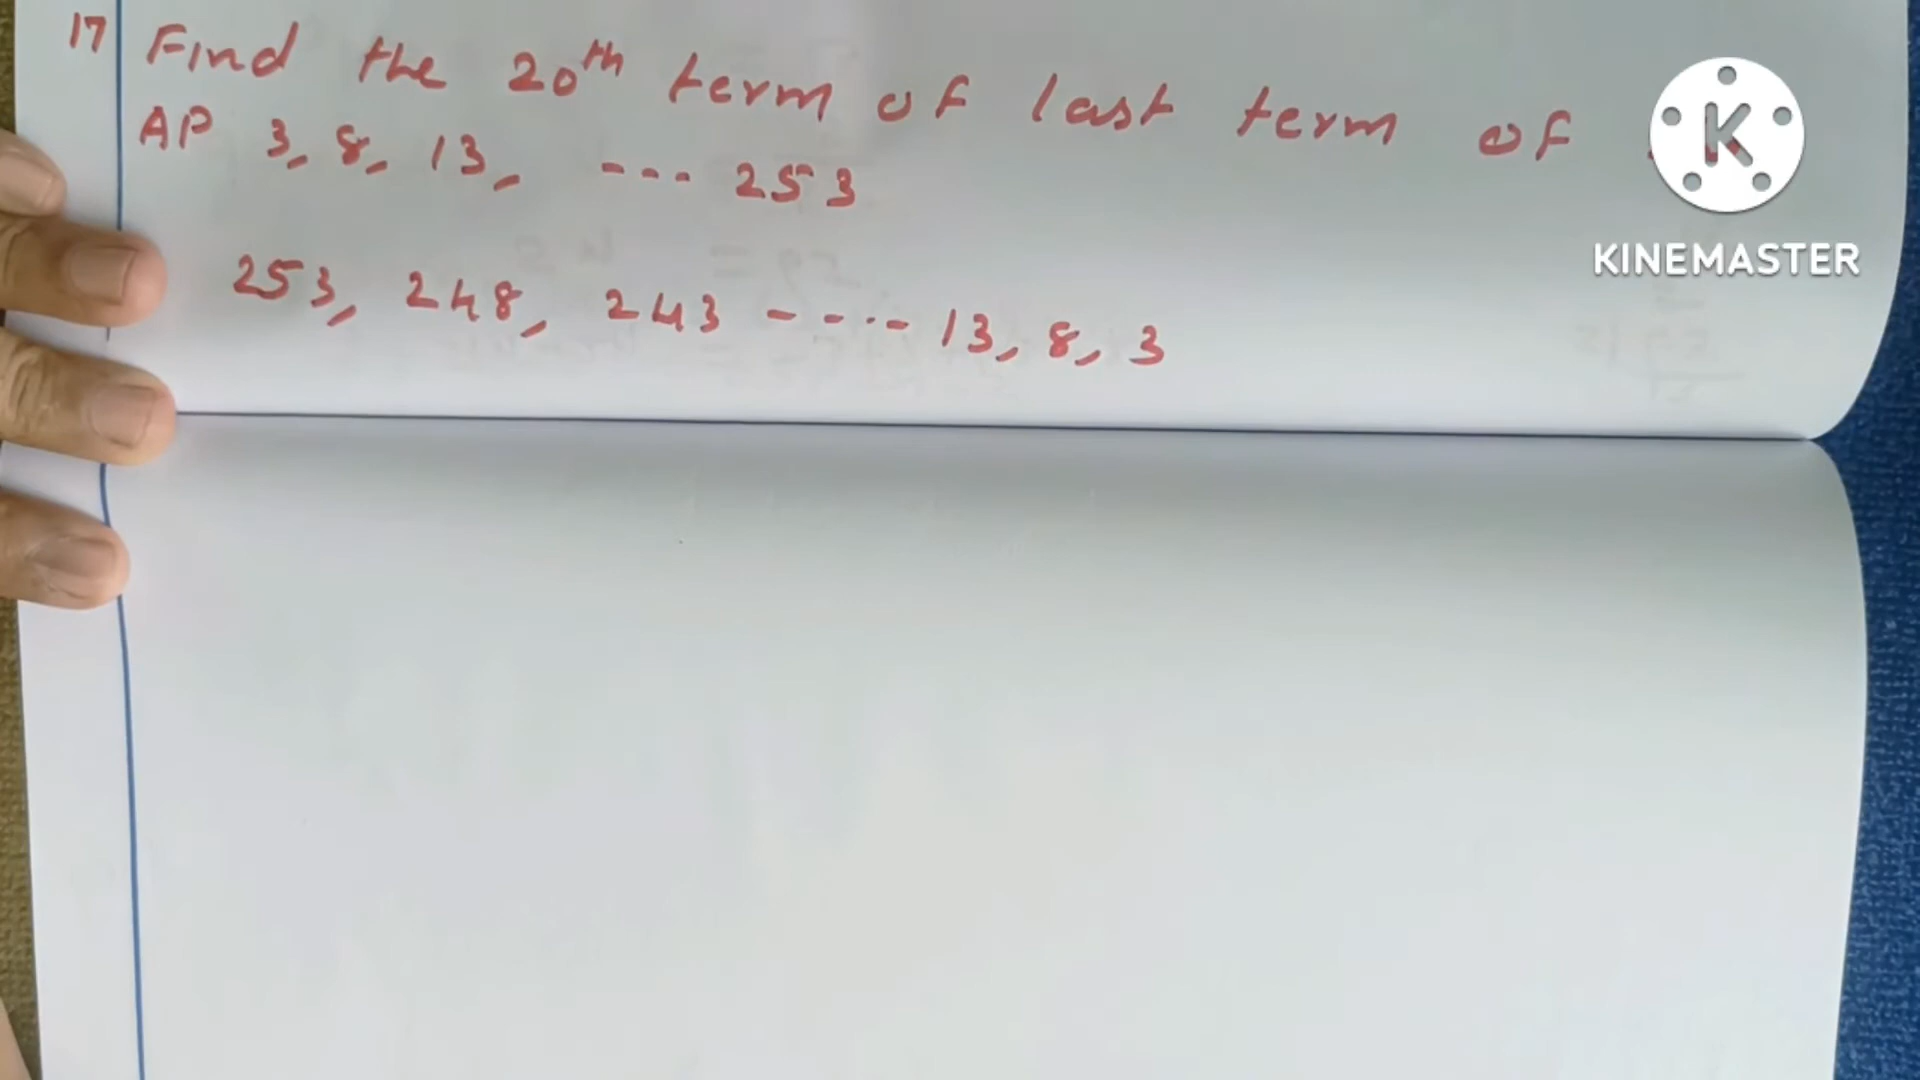 17 Find the 20th term of last term of
AP 3, 8, 13, --- 253
253, 248, 243 ---- 13, 8, 3
KINEMASTER